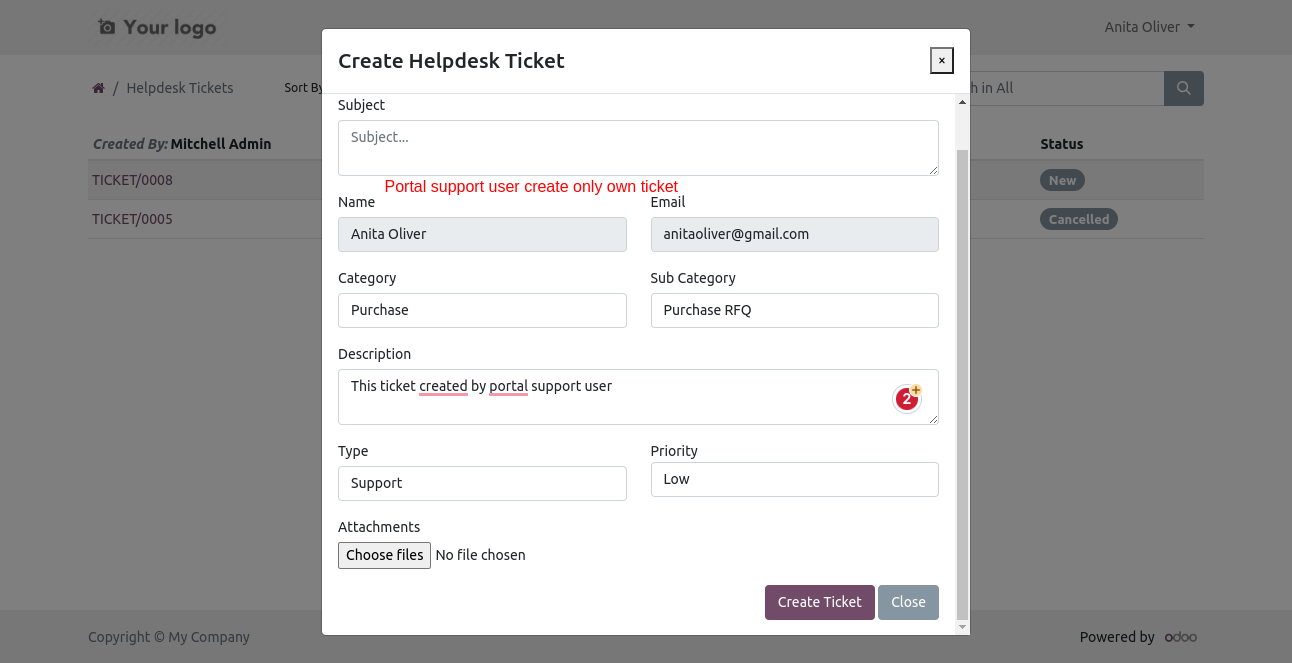 Your logo
Anita Oliver
Create Helpdesk Ticket
×
/ Helpdesk Tickets
Sort By
h in All
Subject
Subject...
Created By: Mitchell Admin
Status
TICKET/0008
New
Portal support user create only own ticket
Name
Email
TICKET/0005
Cancelled
Anita Oliver
anitaoliver@gmail.com
Category
Sub Category
Purchase
Purchase RFQ
Description
This ticket created by portal support user
2
Type
Priority
Support
Low
Attachments
Choose files No file chosen
Create Ticket
Close
Copyright © My Company
Powered by odoo